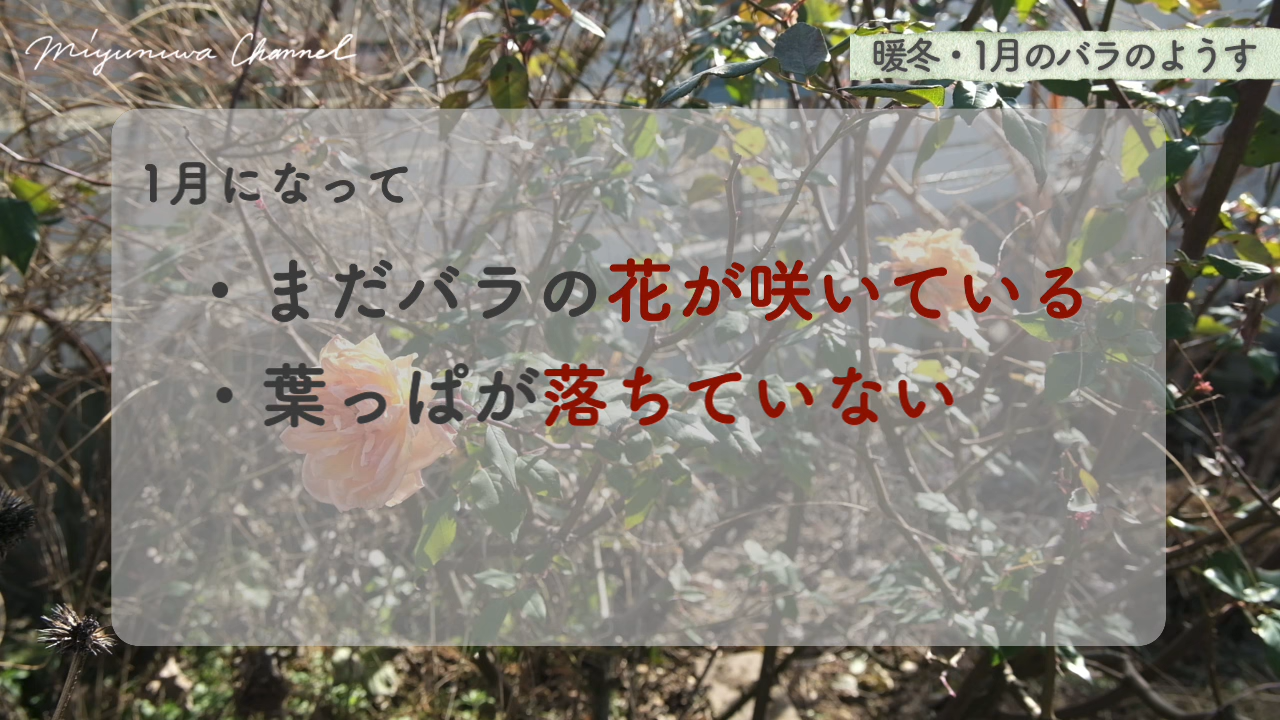 Miyuniwa Channel
暖冬・1月のバラのようす
1月になって
・まだバラの花が咲いている
・葉っぱが落ちていない